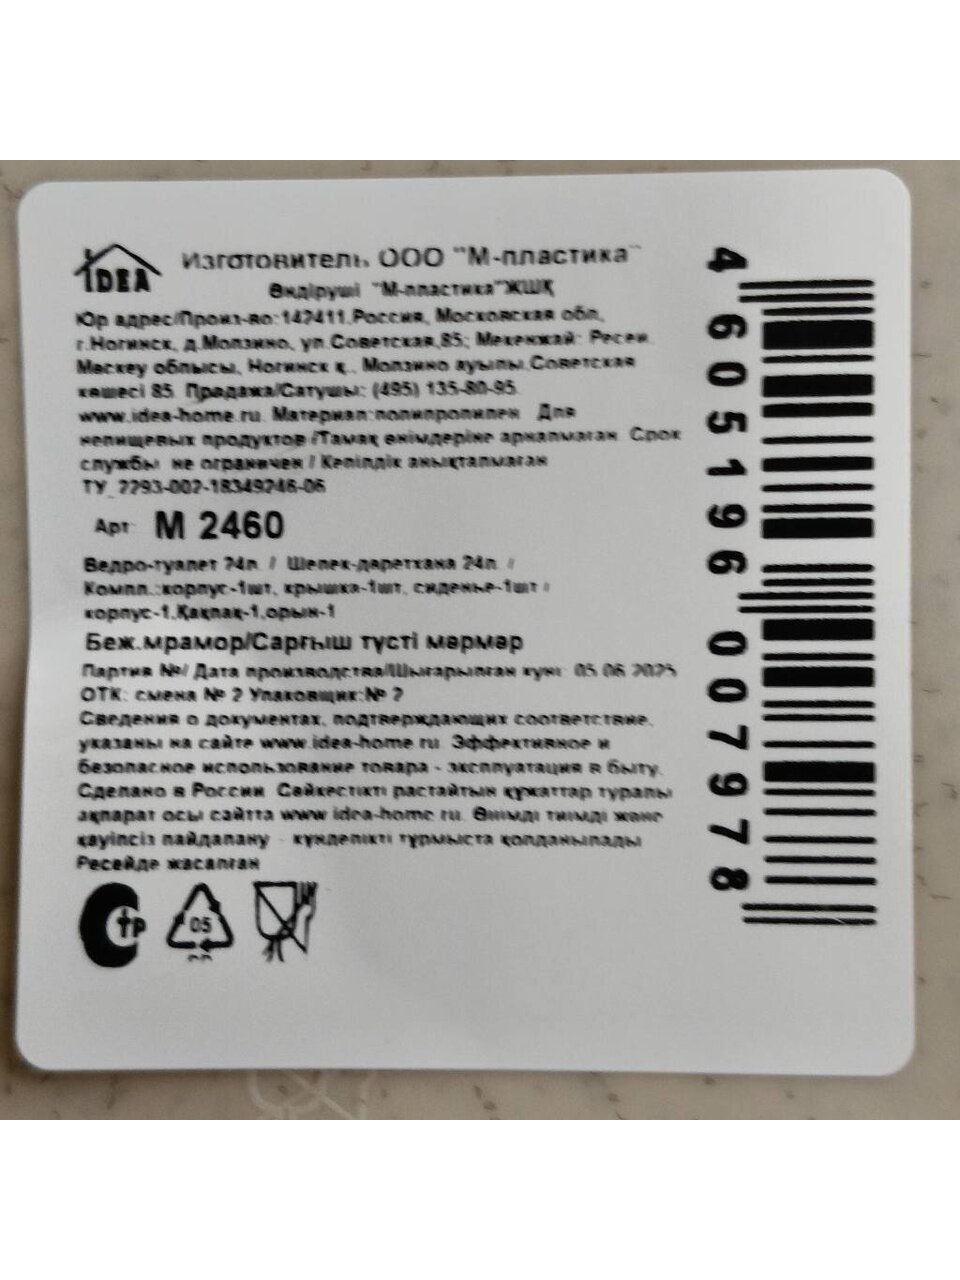 IDEA
Изготовитель ООО "М-пластика"
Өндіруші "М-пластика"ЖШҚ
Юр адрес/Произ-во:142411,Россия, Московская обл,
г.Ногинск, д.Молзино, ул.Советская,85; Мекенжай: Ресей,
Маскеу облысы, Ногинск қ., Молзино ауылы,Советская
көшесі 85. Продажа/Сатушы: (495) 135-80-95.
www.idea-home.ru. Материал:полипропилен. Для
непищевых продуктов /Тамақ өнімдеріне арналмаған. Срок
службы не ограничен / Кепілдік анықталмаған
ТУ 2293-002-18349246-06
Арт М 2460
Ведро-туалет 24л. / Шелек-дәретхана 24л. /
Компл.:корпус-1шт, крышка-1шт, сиденье-1шт /
корпус-1,Қақпақ-1,орын-1
Беж.мрамор/Сарғыш түсті мәрмәр
Партия №/ Дата производства/Шығарылған күні: 05.06.2025
ОТК: смена № 2 Упаковщик:№ 2
Сведения о документах, подтверждающих соответствие,
указаны на сайте www.idea-home.ru. Эффективное и
безопасное использование товара - эксплуатация в быту.
Сделано в России. Сәйкестікті растайтын құжаттар туралы
ақпарат осы сайтта www.idea-home.ru. Өнімді тиімді және
қауіпсіз пайдалану - күнделікті тұрмыста қолданылады
Ресейде жасалған
тр
05
PP
4 605196 007978